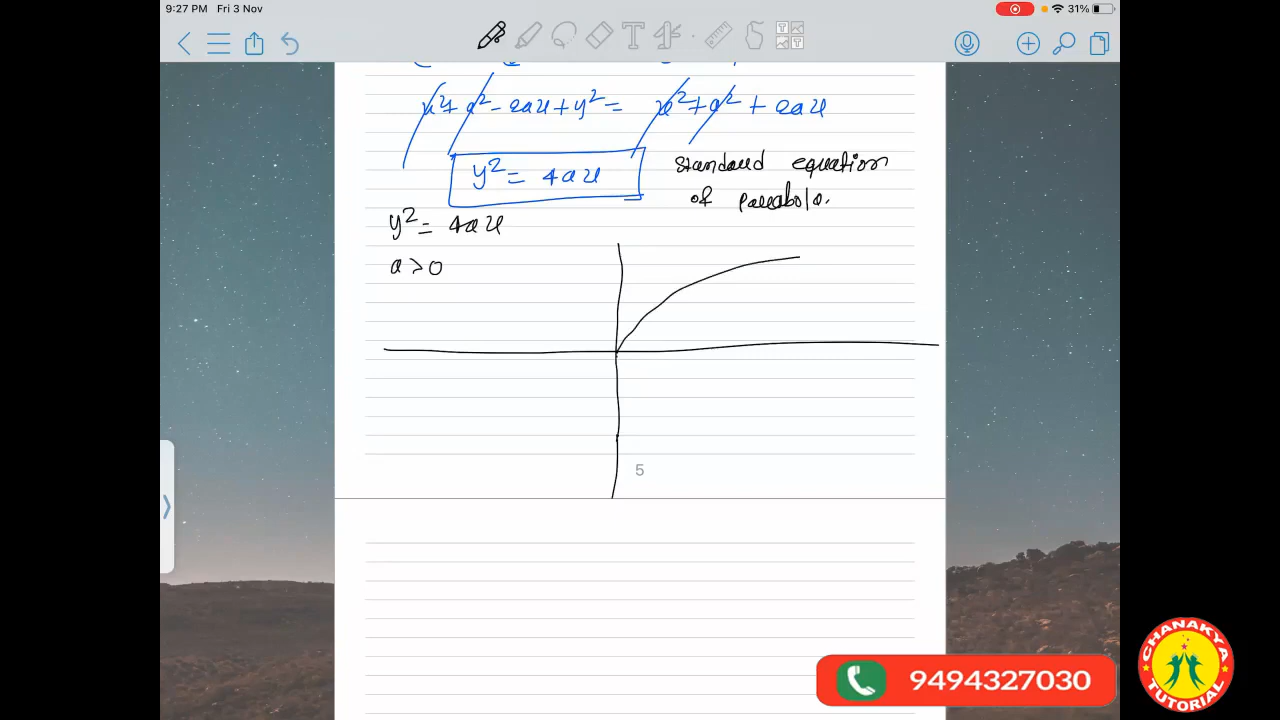 9:27 PM Fri 3 Nov
31%
x²+ a² - 2ax + y² = x² + a² + 2ax
y² = 4ax
Standard equation
of parabola.
y² = 4ax
a > 0
5
9494327030
CHANAKYA
TUTORIAL